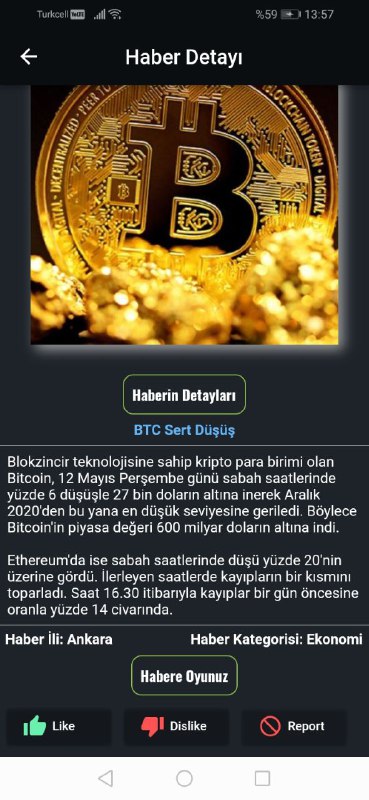 Turkcell VoLTE %59 13:57
Haber Detayı
DECENTRALIZED - PEER TO
BLOCKCHAIN TOKEN - DIGITAL
Haberin Detayları
BTC Sert Düşüş
Blokzincir teknolojisine sahip kripto para birimi olan
Bitcoin, 12 Mayıs Perşembe günü sabah saatlerinde
yüzde 6 düşüşle 27 bin doların altına inerek Aralık
2020'den bu yana en düşük seviyesine geriledi. Böylece
Bitcoin'in piyasa değeri 600 milyar doların altına indi.
Ethereum'da ise sabah saatlerinde düşü yüzde 20'nin
üzerine gördü. İlerleyen saatlerde kayıpların bir kısmını
toparladı. Saat 16.30 itibarıyla kayıplar bir gün öncesine
oranla yüzde 14 civarında.
Haber İli: Ankara Haber Kategorisi: Ekonomi
Habere Oyunuz
Like Dislike Report